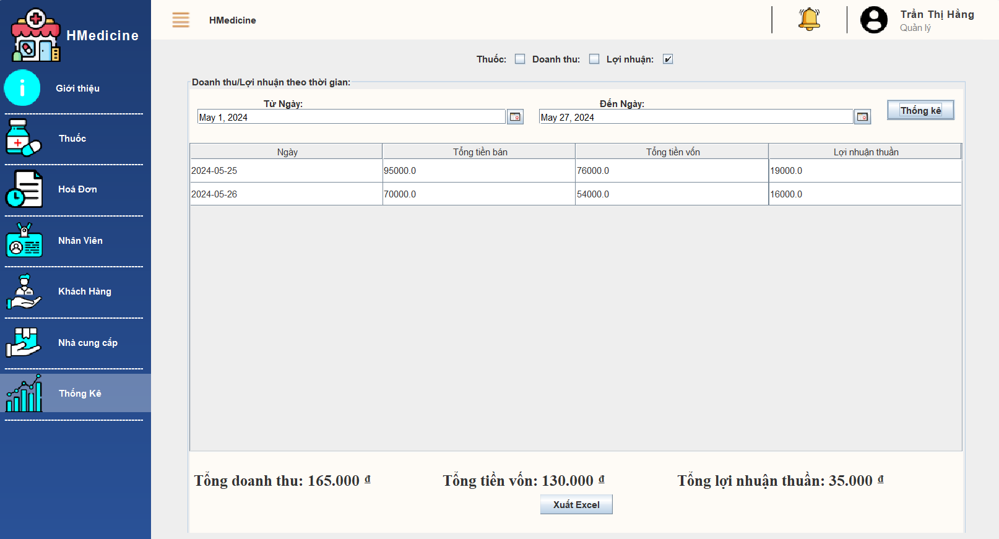 HMedicine
Giới thiệu
Thuốc
Hoá Đơn
Nhân Viên
Khách Hàng
Nhà cung cấp
Thống Kê
HMedicine
Trần Thị Hằng
Quản lý
Thuốc: Doanh thu: Lợi nhuận:
Doanh thu/Lợi nhuận theo thời gian:
Từ Ngày: Đến Ngày:
May 1, 2024 May 27, 2024 Thống kê
Ngày Tổng tiền bán Tổng tiền vốn Lợi nhuận thuần
2024-05-25 95000.0 76000.0 19000.0
2024-05-26 70000.0 54000.0 16000.0
Tổng doanh thu: 165.000 ₫ Tổng tiền vốn: 130.000 ₫ Tổng lợi nhuận thuần: 35.000 ₫
Xuất Excel